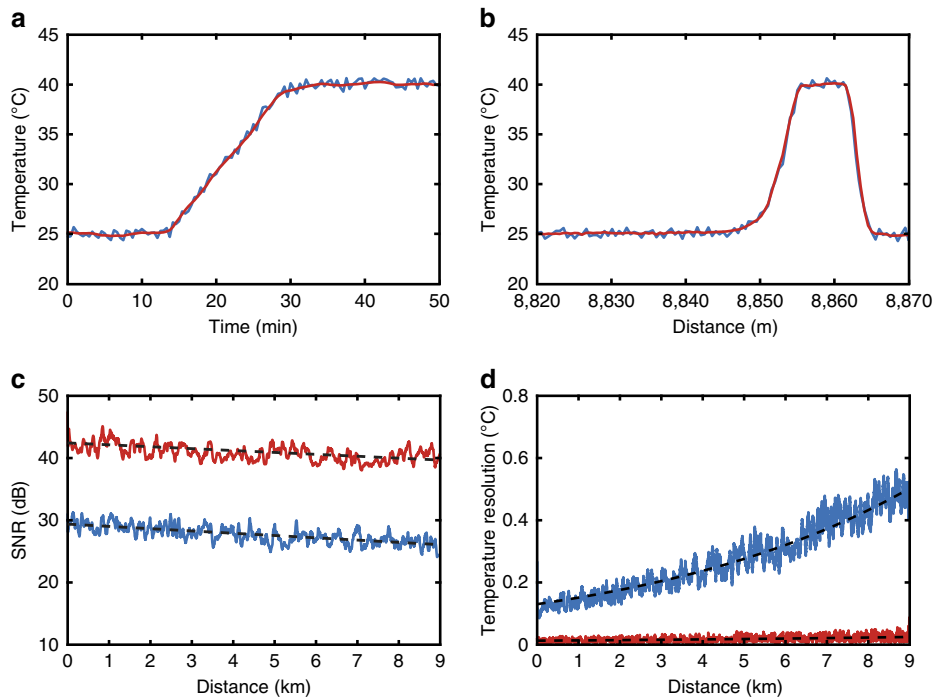 a
45
40
35
30
25
20
Temperature (°C)
0 10 20 30 40 50
Time (min)
b
45
40
35
30
25
20
Temperature (°C)
8,820 8,830 8,840 8,850 8,860 8,870
Distance (m)
c
50
40
30
20
10
SNR (dB)
0 1 2 3 4 5 6 7 8 9
Distance (km)
d
0.8
0.6
0.4
0.2
0
Temperature resolution (°C)
0 1 2 3 4 5 6 7 8 9
Distance (km)